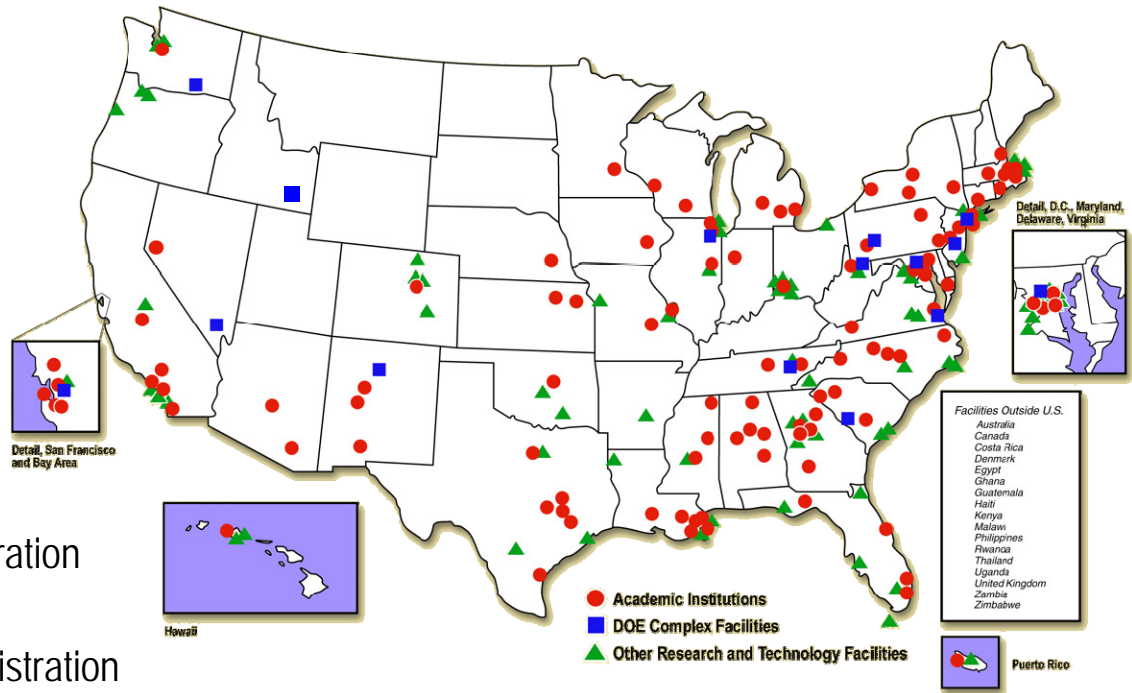 Detail, D.C., Maryland,
Delaware, Virginia
Detail, San Francisco
and Bay Area
Facilities Outside U.S.
Australia
Canada
Costa Rica
Denmark
Egypt
Ghana
Guatemala
Haiti
Kenya
Malawi
Philippines
Rwanda
Thailand
Uganda
United Kingdom
Zambia
Zimbabwe
ration
istration
Hawaii
Academic Institutions
DOE Complex Facilities
Other Research and Technology Facilities
Puerto Rico